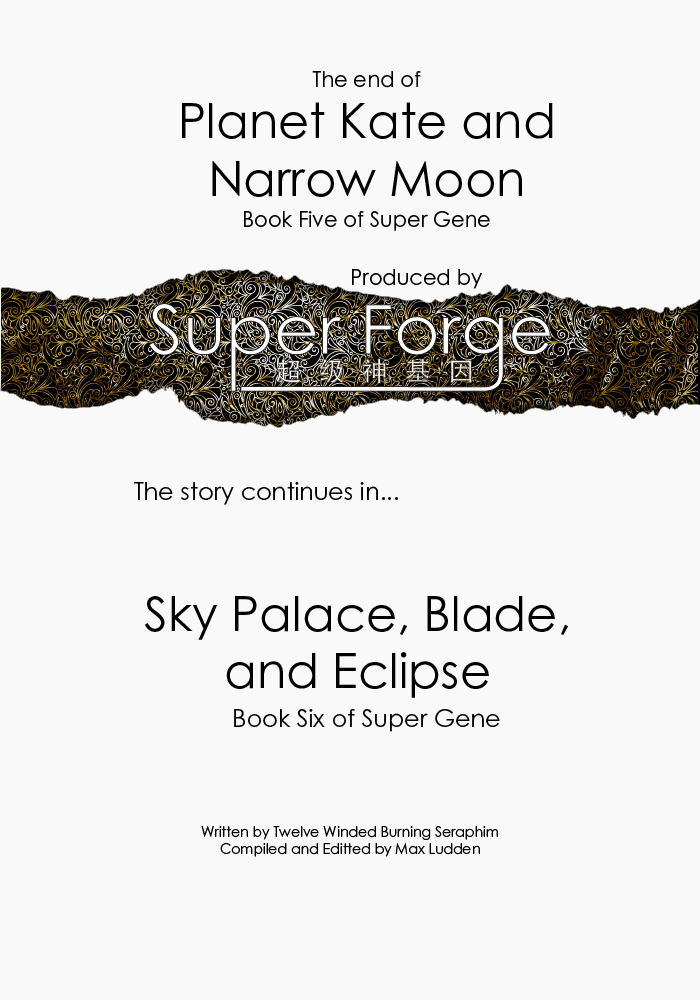 The end of
Planet Kate and
Narrow Moon
Book Five of Super Gene
Produced by
Super Forge
超级神基因
The story continues in...
Sky Palace, Blade,
and Eclipse
Book Six of Super Gene
Written by Twelve Winded Burning Seraphim
Compiled and Editted by Max Ludden